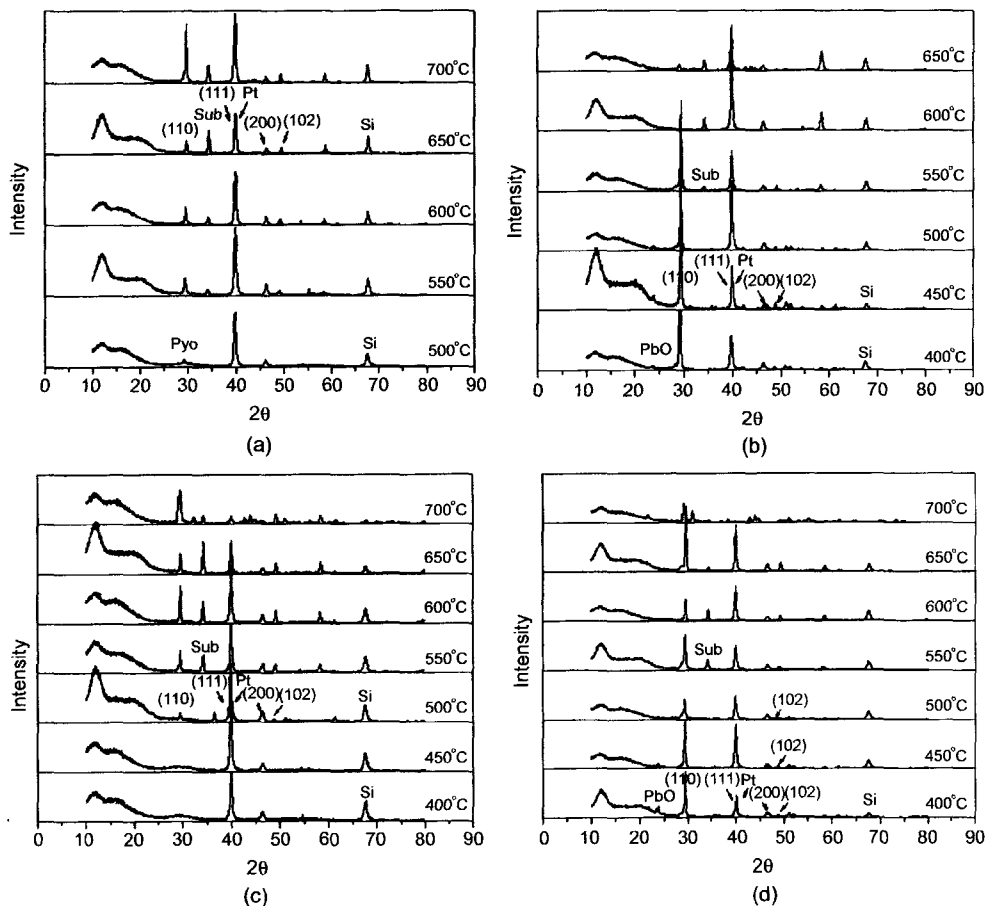 Intensity
700°C
(111) Pt
(110)
Sub
(200)
(102)
Si
650°C
600°C
550°C
Pyo
Si
500°C
0 10 20 30 40 50 60 70 80 90
2θ
(a)
Intensity
650°C
600°C
Sub
550°C
500°C
(111) Pt
(110)
(200)(102)
Si
450°C
PbO
Si
400°C
0 10 20 30 40 50 60 70 80 90
2θ
(b)
Intensity
700°C
650°C
600°C
Sub
550°C
(111) Pt
(110)
(200)(102)
Si
500°C
450°C
Si
400°C
0 10 20 30 40 50 60 70 80 90
2θ
(c)
Intensity
700°C
650°C
600°C
Sub
550°C
(102)
500°C
(102)
450°C
(110) (111)Pt
PbO
(200)(102)
Si
400°C
0 10 20 30 40 50 60 70 80 90
2θ
(d)